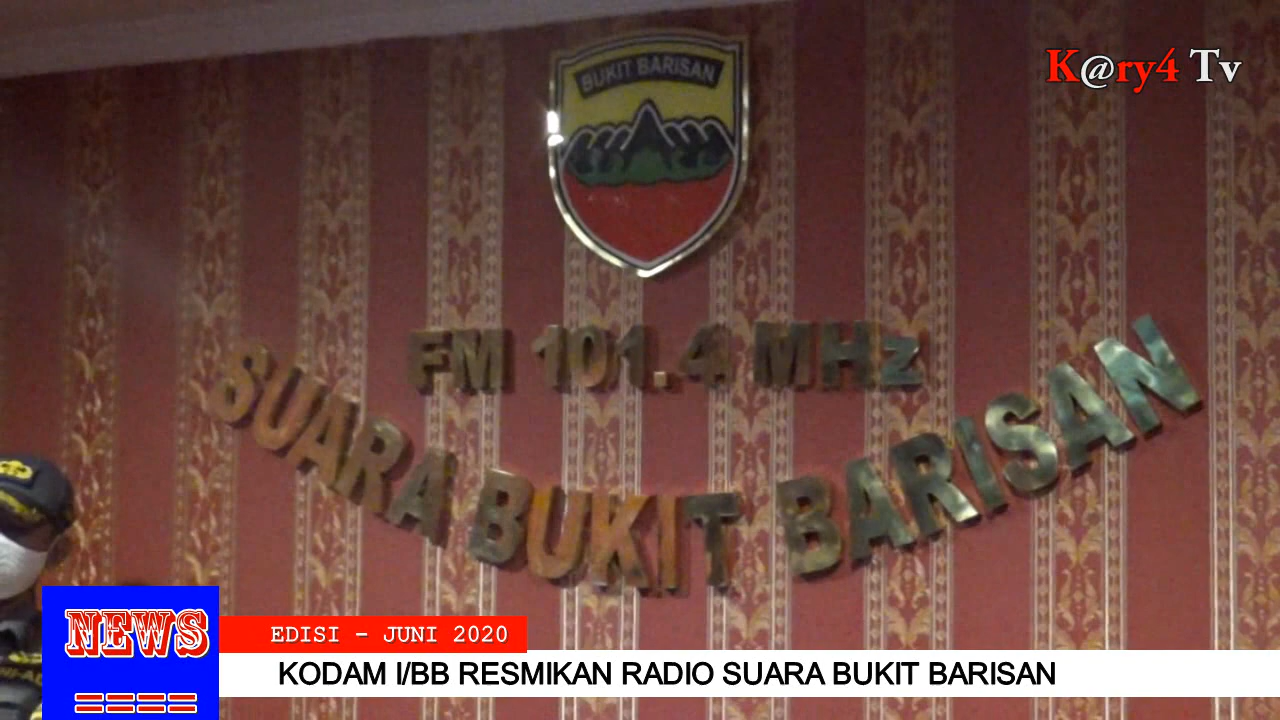 K@ry4 Tv
BUKIT BARISAN
FM 101.4 MHz
SUARA BUKIT BARISAN
NEWS
EDISI - JUNI 2020
KODAM I/BB RESMIKAN RADIO SUARA BUKIT BARISAN